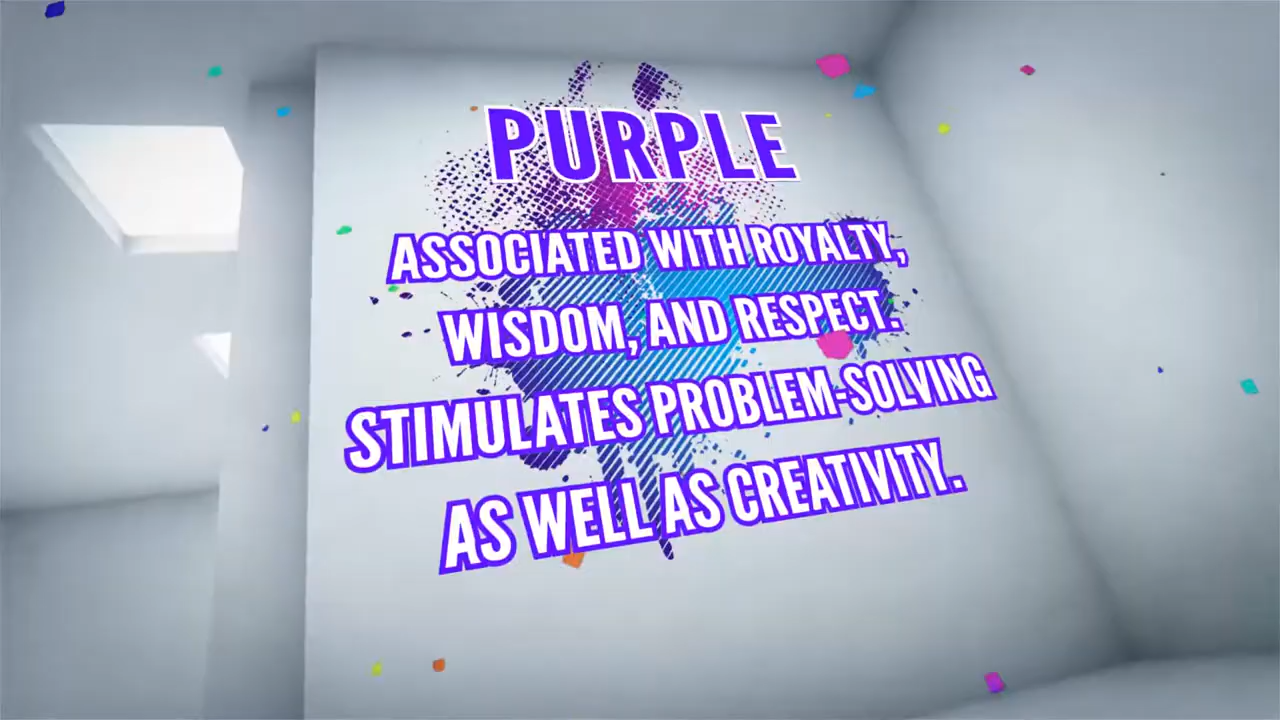 PURPLE
ASSOCIATED WITH ROYALTY,
WISDOM, AND RESPECT.
STIMULATES PROBLEM-SOLVING
AS WELL AS CREATIVITY.